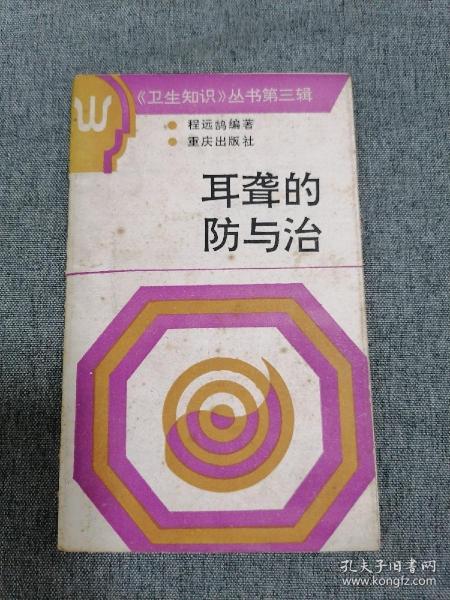 《卫生知识》丛书第三辑
程远鹄编著
重庆出版社
耳聋的
防与治
孔夫子旧书网
www.kongfz.com